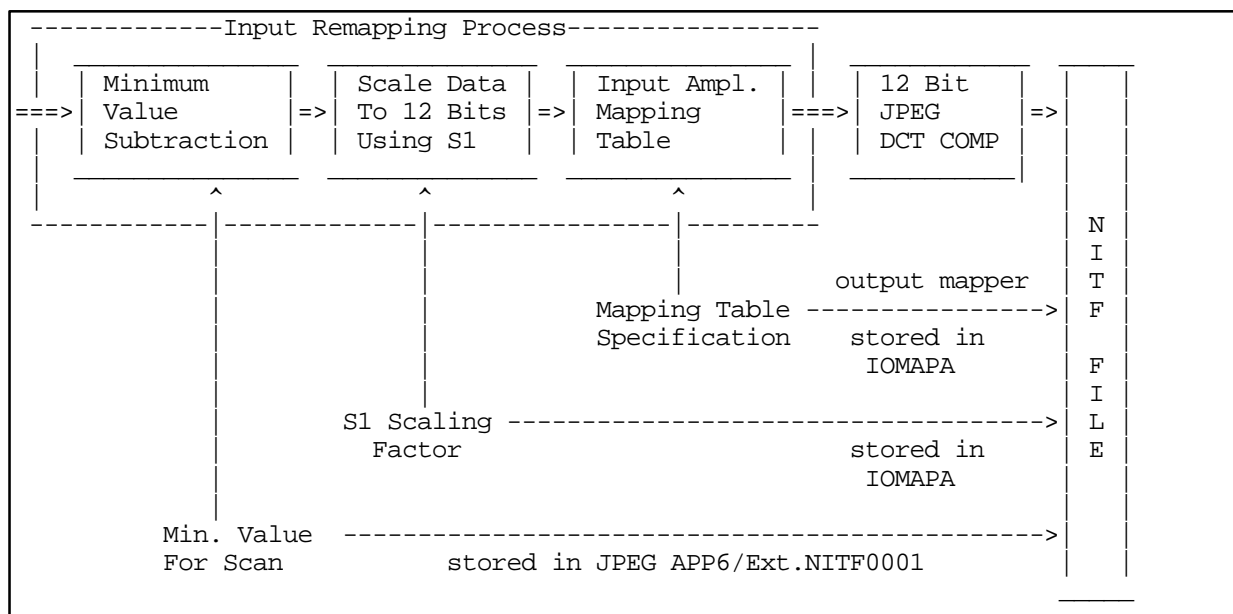 Input Remapping Process
Minimum Scale Data Input Ampl. 12 Bit
===>| Value |=>| To 12 Bits |=>| Mapping |===>| JPEG |=>
Subtraction Using S1 Table DCT COMP
N
I
output mapper T
Mapping Table ----------------> F
Specification stored in
IOMAPA F
I
S1 Scaling ------------------------------------> L
Factor stored in E
IOMAPA
Min. Value ------------------------------------------------>
For Scan stored in JPEG APP6/Ext.NITF0001